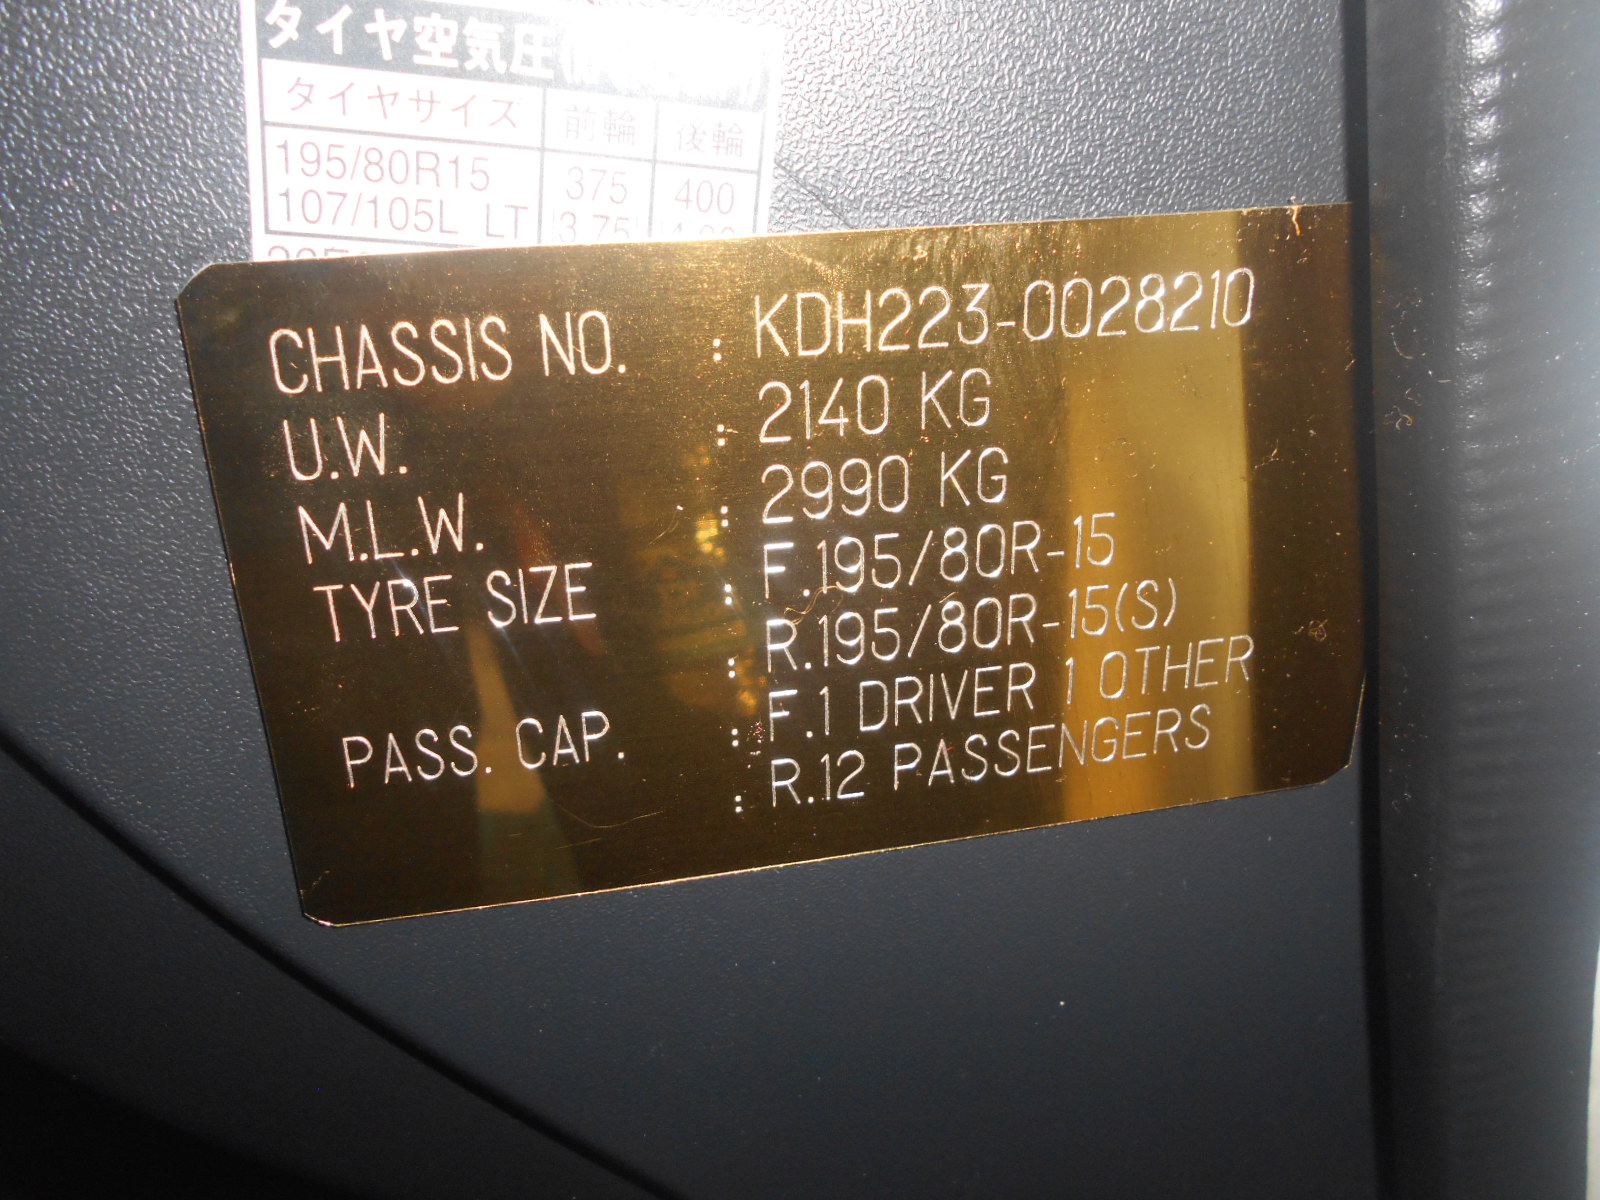 タイヤ空気圧
タイヤサイズ 前輪 後輪
195/80R15 375 400
107/105L LT 3.75
CHASSIS NO. : KDH223-0028210
U.W. : 2140 KG
M.L.W. : 2990 KG
TYRE SIZE : F.195/80R-15
: R.195/80R-15(S)
PASS. CAP. : F.1 DRIVER 1 OTHER
: R.12 PASSENGERS